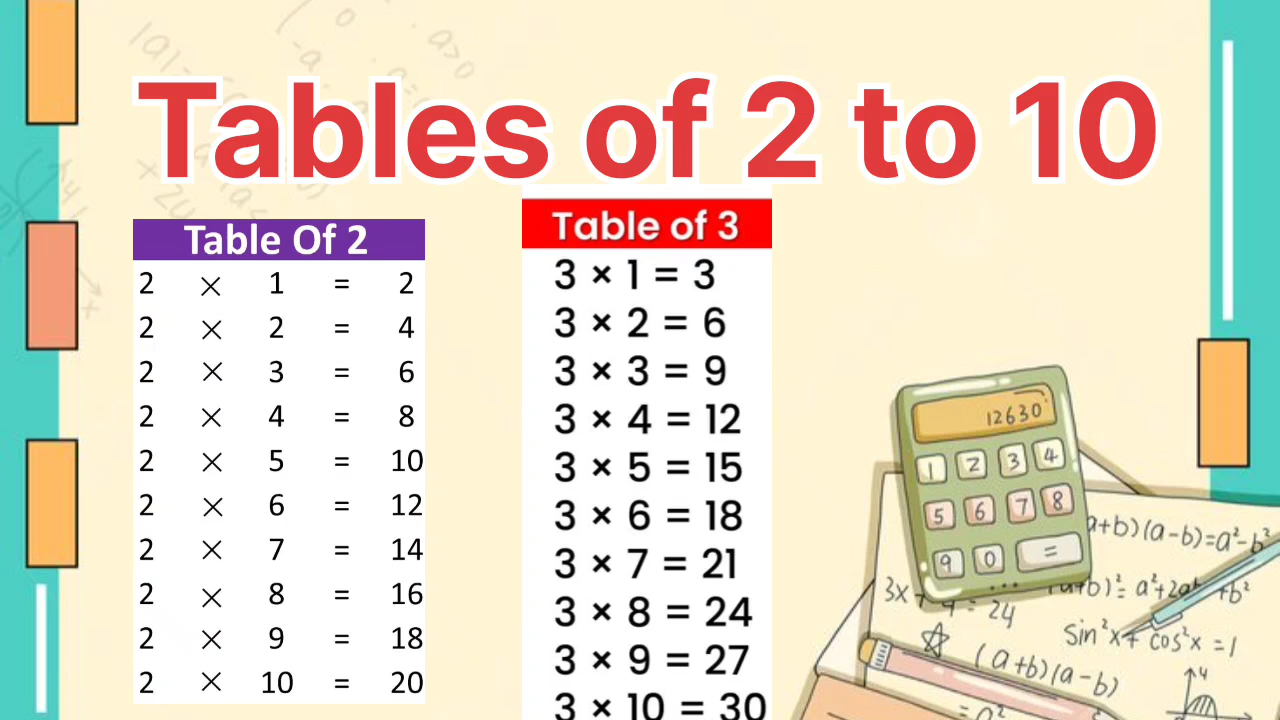 Tables of 2 to 10
Table Of 2
2 × 1 = 2
2 × 2 = 4
2 × 3 = 6
2 × 4 = 8
2 × 5 = 10
2 × 6 = 12
2 × 7 = 14
2 × 8 = 16
2 × 9 = 18
2 × 10 = 20
Table of 3
3 × 1 = 3
3 × 2 = 6
3 × 3 = 9
3 × 4 = 12
3 × 5 = 15
3 × 6 = 18
3 × 7 = 21
3 × 8 = 24
3 × 9 = 27
3 × 10 = 30
12630
1 2 3 4
5 6 7 8
9 0 =
a+b)(a-b)=a²-b²
sin²x+cos²x=1
(a+b)(a-b)
=a²